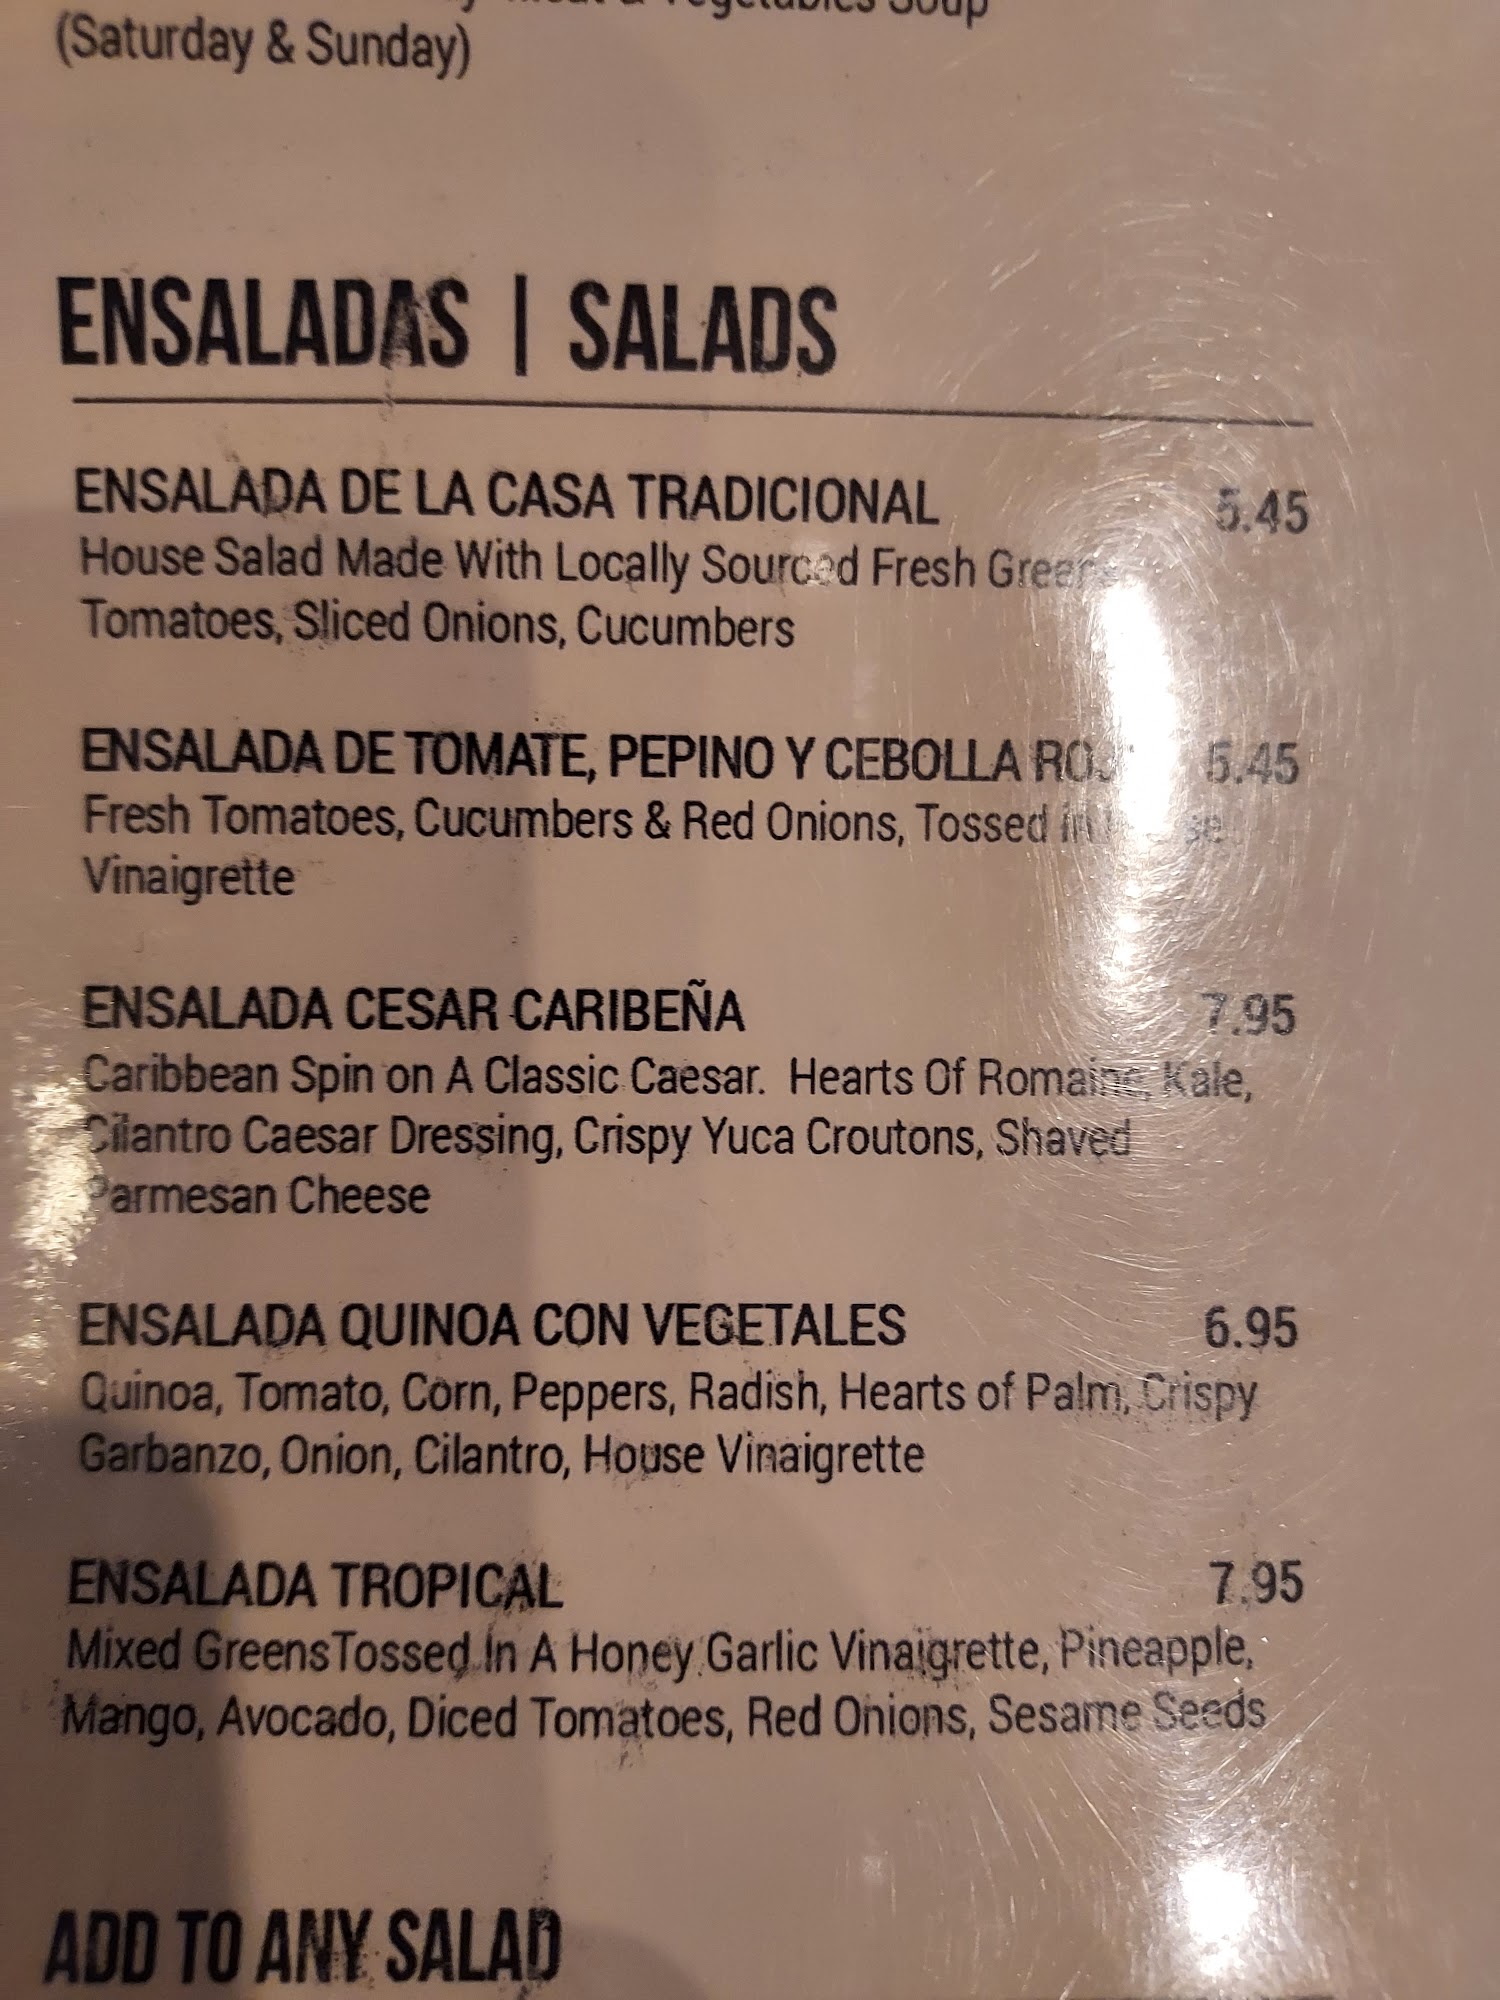 Vegetables Soup
(Saturday & Sunday)
ENSALADAS | SALADS
ENSALADA DE LA CASA TRADICIONAL 5.45
House Salad Made With Locally Sourced Fresh Greens
Tomatoes, Sliced Onions, Cucumbers
ENSALADA DE TOMATE, PEPINO Y CEBOLLA 5.45
Fresh Tomatoes, Cucumbers & Red Onions, Tossed in
Vinaigrette
ENSALADA CESAR CARIBEÑA 7.95
Caribbean Spin on A Classic Caesar. Hearts Of Romaine, Kale,
Cilantro Caesar Dressing, Crispy Yuca Croutons, Shaved
Parmesan Cheese
ENSALADA QUINOA CON VEGETALES 6.95
Quinoa, Tomato, Corn, Peppers, Radish, Hearts of Palm, Crispy
Garbanzo, Onion, Cilantro, House Vinaigrette
ENSALADA TROPICAL 7.95
Mixed GreensTossed In A Honey Garlic Vinaigrette, Pineapple,
Mango, Avocado, Diced Tomatoes, Red Onions, Sesame Seeds
ADD TO ANY SALAD